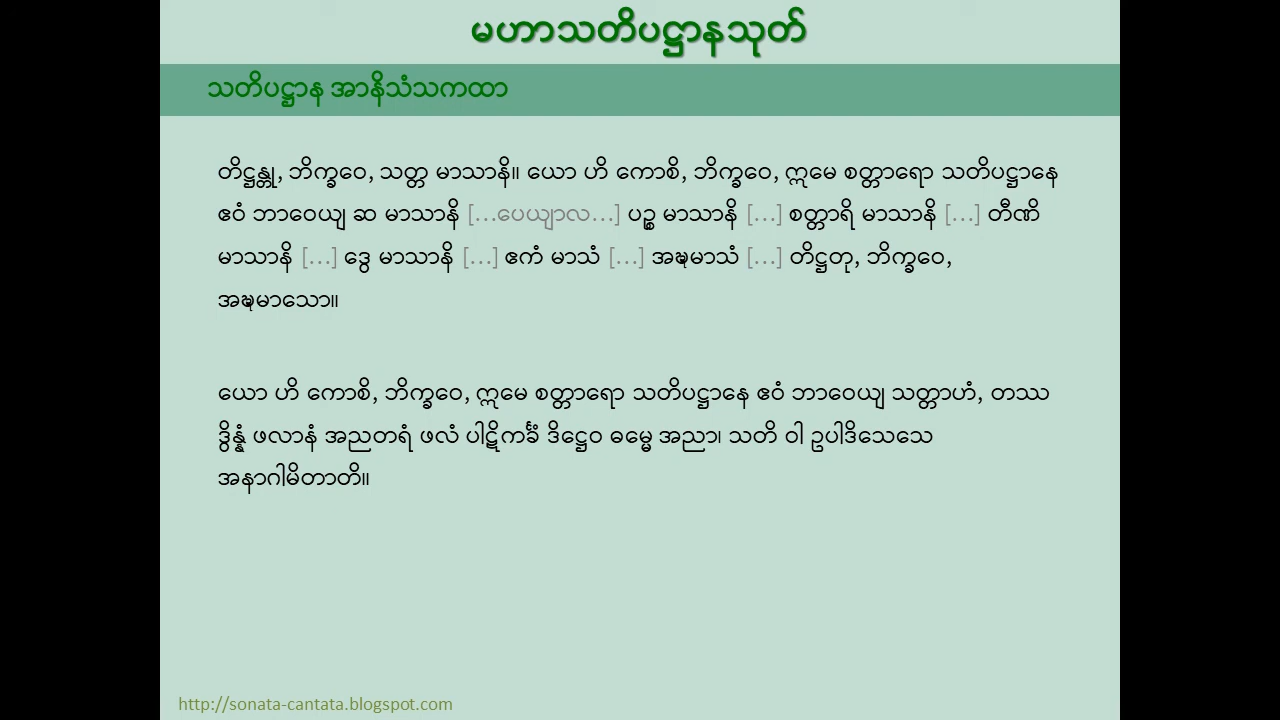 မဟာသတိပဋ္ဌာနသုတ်
သတိပဋ္ဌာန အာနိသံသကထာ
တိဋ္ဌန္တု, ဘိက္ခဝေ, သတ္တ မာသာနိ။ ယော ဟိ ကောစိ, ဘိက္ခဝေ, ဣမေ စတ္တာရော သတိပဋ္ဌာနေ
ဧဝံ ဘာဝေယျ ဆ မာသာနိ [...ပေယျာလ...] ပဉ္စ မာသာနိ [...] စတ္တာရိ မာသာနိ [...] တီဏိ
မာသာနိ [...] ဒွေ မာသာနိ [...] ဧကံ မာသံ [...] အဍ္ဎမာသံ [...] တိဋ္ဌတု, ဘိက္ခဝေ,
အဍ္ဎမာသော။
ယော ဟိ ကောစိ, ဘိက္ခဝေ, ဣမေ စတ္တာရော သတိပဋ္ဌာနေ ဧဝံ ဘာဝေယျ သတ္တာဟံ, တဿ
ဒွိန္နံ ဖလာနံ အညတရံ ဖလံ ပါဋိကင်္ခံ ဒိဋ္ဌေဝ ဓမ္မေ အညာ၊ သတိ ဝါ ဥပါဒိသေသေ
အနာဂါမိတာတိ။
http://sonata-cantata.blogspot.com